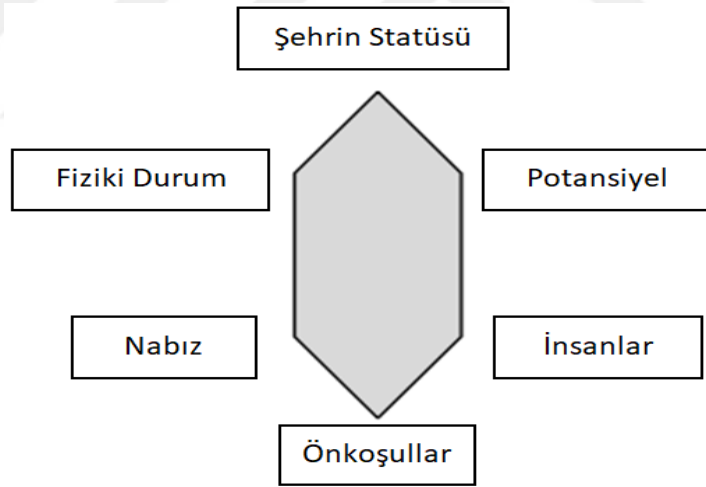 Şehrin Statüsü
Fiziki Durum
Potansiyel
Nabız
İnsanlar
Önkoşullar